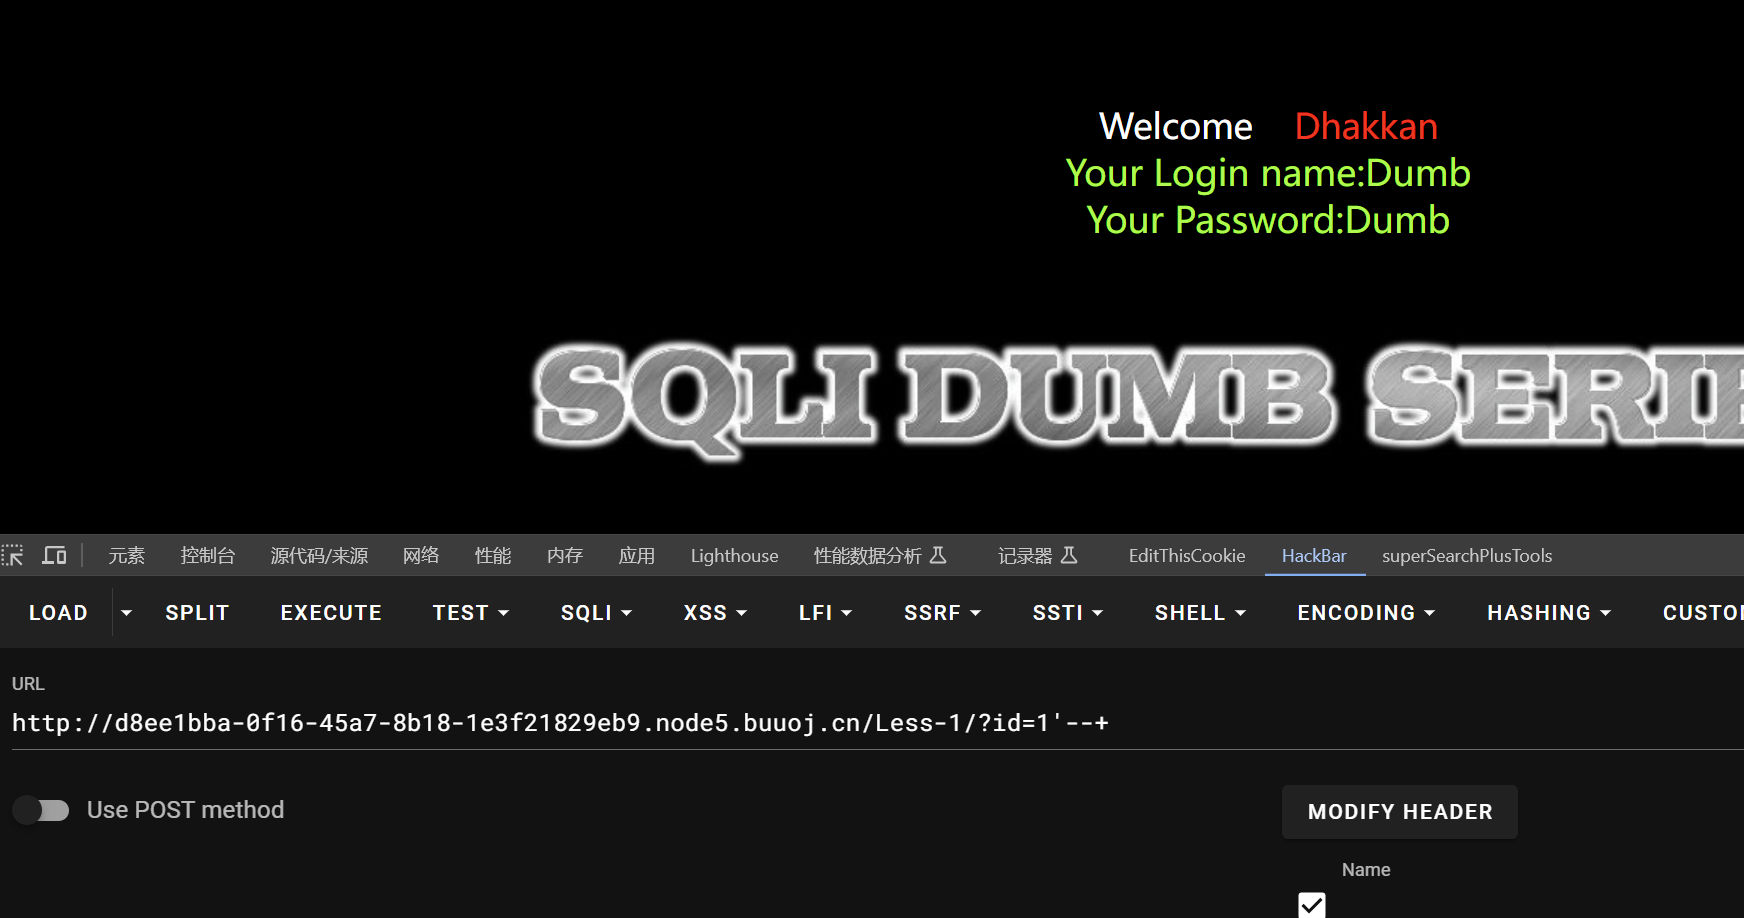 Welcome Dhakkan
Your Login name:Dumb
Your Password:Dumb
SQLI DUMB SERIE
元素 控制台 源代码/来源 网络 性能 内存 应用 Lighthouse 性能数据分析 记录器 EditThisCookie HackBar superSearchPlusTools
LOAD SPLIT EXECUTE TEST SQLI XSS LFI SSRF SSTI SHELL ENCODING HASHING CUSTOM
URL
http://d8ee1bba-0f16-45a7-8b18-1e3f21829eb9.node5.buuoj.cn/Less-1/?id=1'--+
Use POST method
MODIFY HEADER
Name